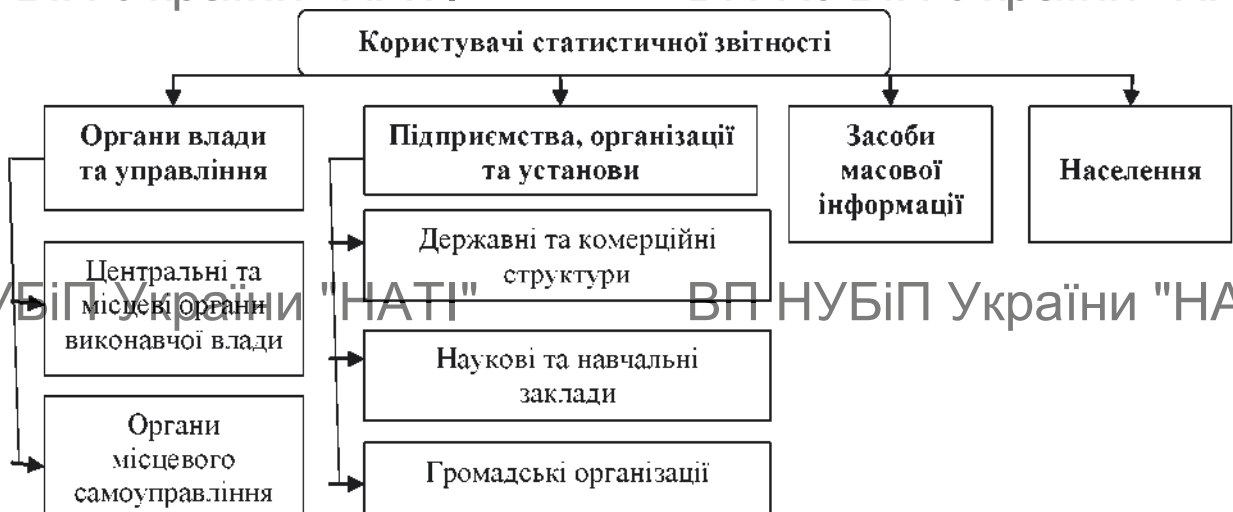 Користувачі статистичної звітності
Органи влади
та управління
Підприємства, організації
та установи
Засоби
масової
інформації
Населення
Центральні та
місцеві органи
виконавчої влади
Органи
місцевого
самоуправління
Державні та комерційні
структури
Наукові та навчальні
заклади
Громадські організації
УБіП України "НАТІ"
ВП НУБіП України "НА